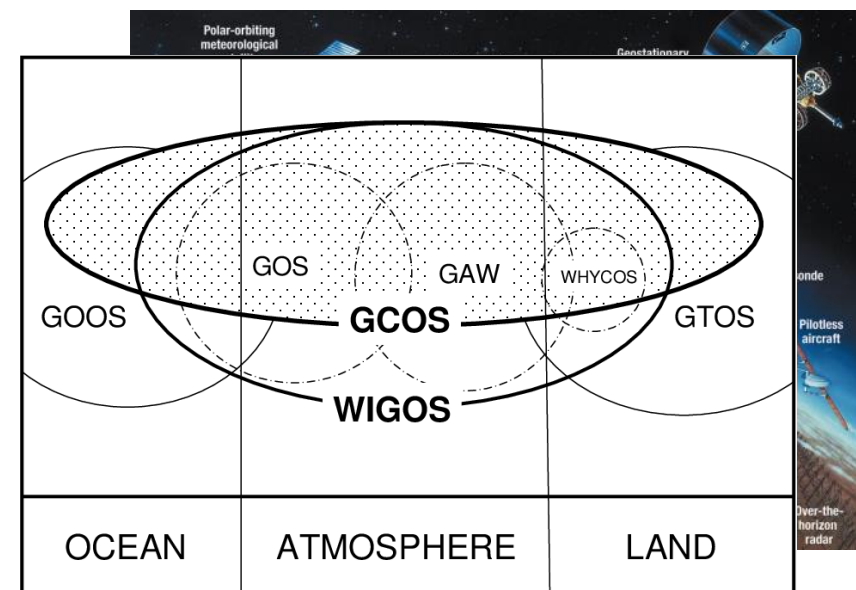 Polar-orbiting
meteorological
Geostationary
GOS
GAW
WHYCOS
GOOS
GCOS
GTOS
WIGOS
OCEAN
ATMOSPHERE
LAND
onde
Pilotless
aircraft
Over-the-
horizon
radar